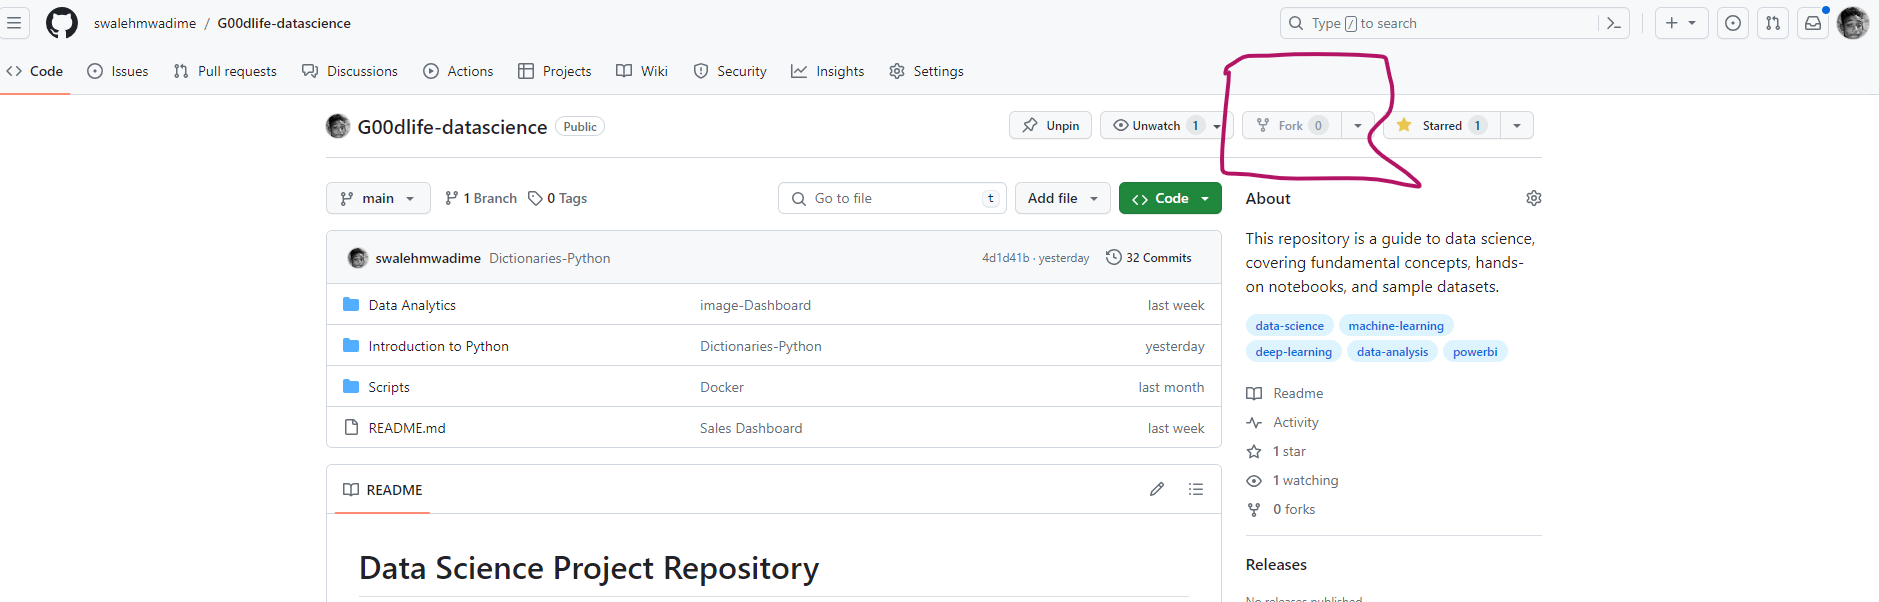 swalehmwadime / G00dlife-datascience
Type / to search
Code Issues Pull requests Discussions Actions Projects Wiki Security Insights Settings
G00dlife-datascience Public
Unpin Unwatch 1 Fork 0 Starred 1
main 1 Branch 0 Tags Go to file t Add file Code
swalehmwadime Dictionaries-Python 4d1d41b · yesterday 32 Commits
Data Analytics image-Dashboard last week
Introduction to Python Dictionaries-Python yesterday
Scripts Docker last month
README.md Sales Dashboard last week
README
Data Science Project Repository
About
This repository is a guide to data science,
covering fundamental concepts, hands-
on notebooks, and sample datasets.
data-science machine-learning
deep-learning data-analysis powerbi
Readme
Activity
1 star
1 watching
0 forks
Releases
No releases published